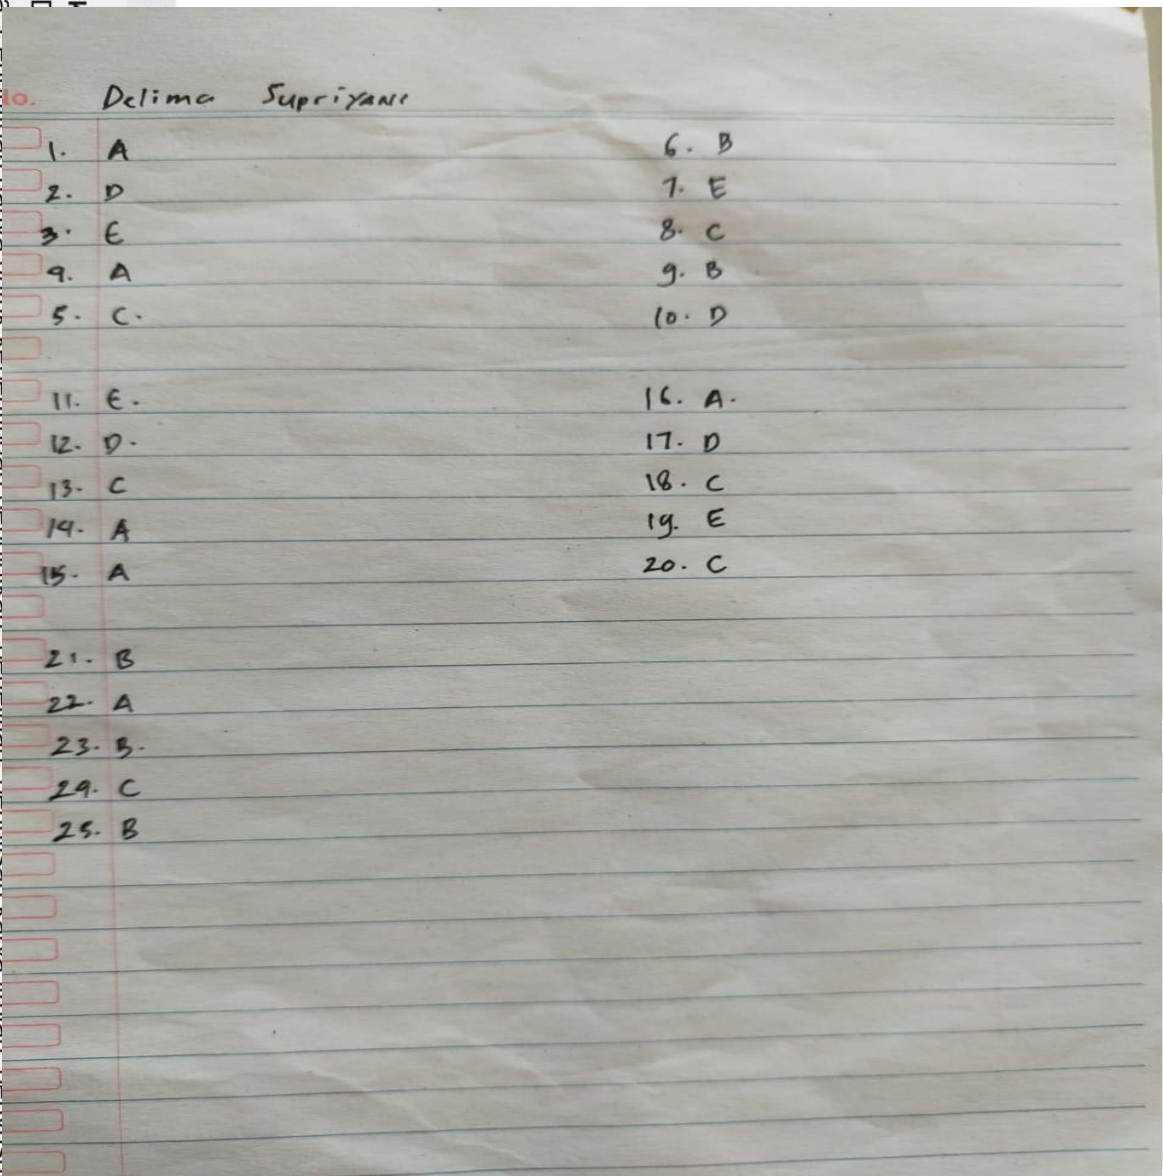 No.
Delima Supriyani
1. A
2. D
3. E
4. A
5. C.
6. B
7. E
8. C
9. B
10. D
11. E.
12. D.
13. C
14. A
15. A
16. A.
17. D
18. C
19. E
20. C
21. B
22. A
23. B.
24. C
25. B